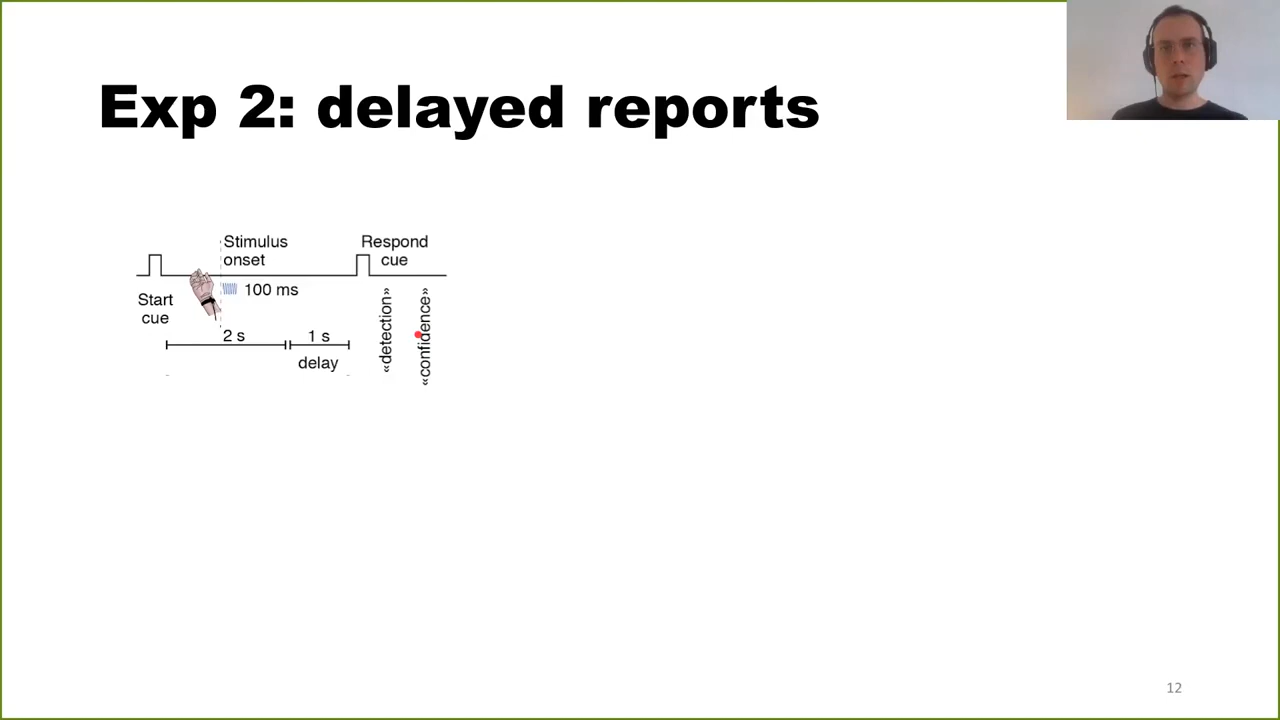 Exp 2: delayed reports
Stimulus
onset
Respond
cue
100 ms
Start
cue
2 s
1 s
delay
«detection»
«confidence»
12